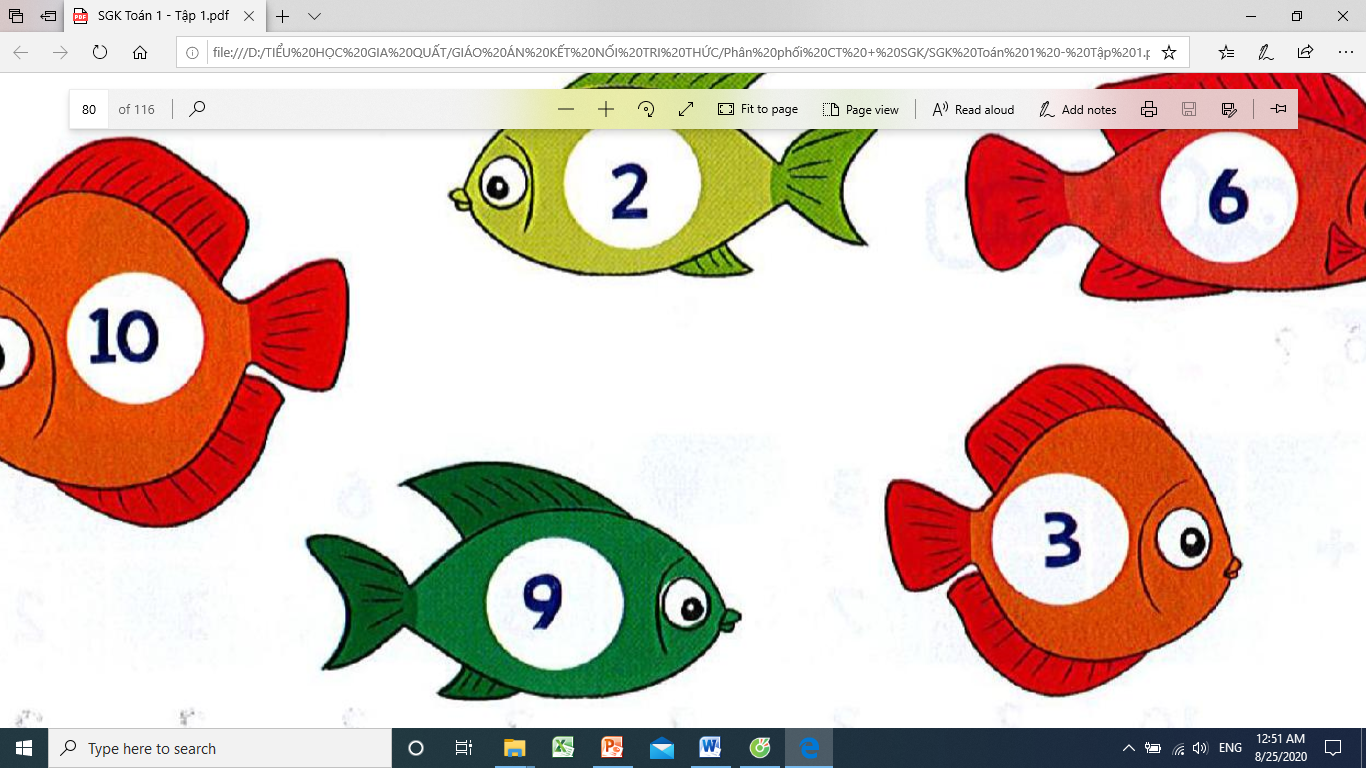 SGK Toán 1 - Tập 1.pdf
file:///D:/TIỂU%20HỌC%20GIA%20QUẤT/GIÁO%20ÁN%20KẾT%20NỐI%20TRI%20THỨC/Phân%20phối%20CT%20+%20SGK/SGK%20Toán%201%20-%20Tập%201.p
80 of 116
Fit to page
Page view
Read aloud
Add notes
2
6
10
9
3
Type here to search
ENG
12:51 AM
8/25/2020